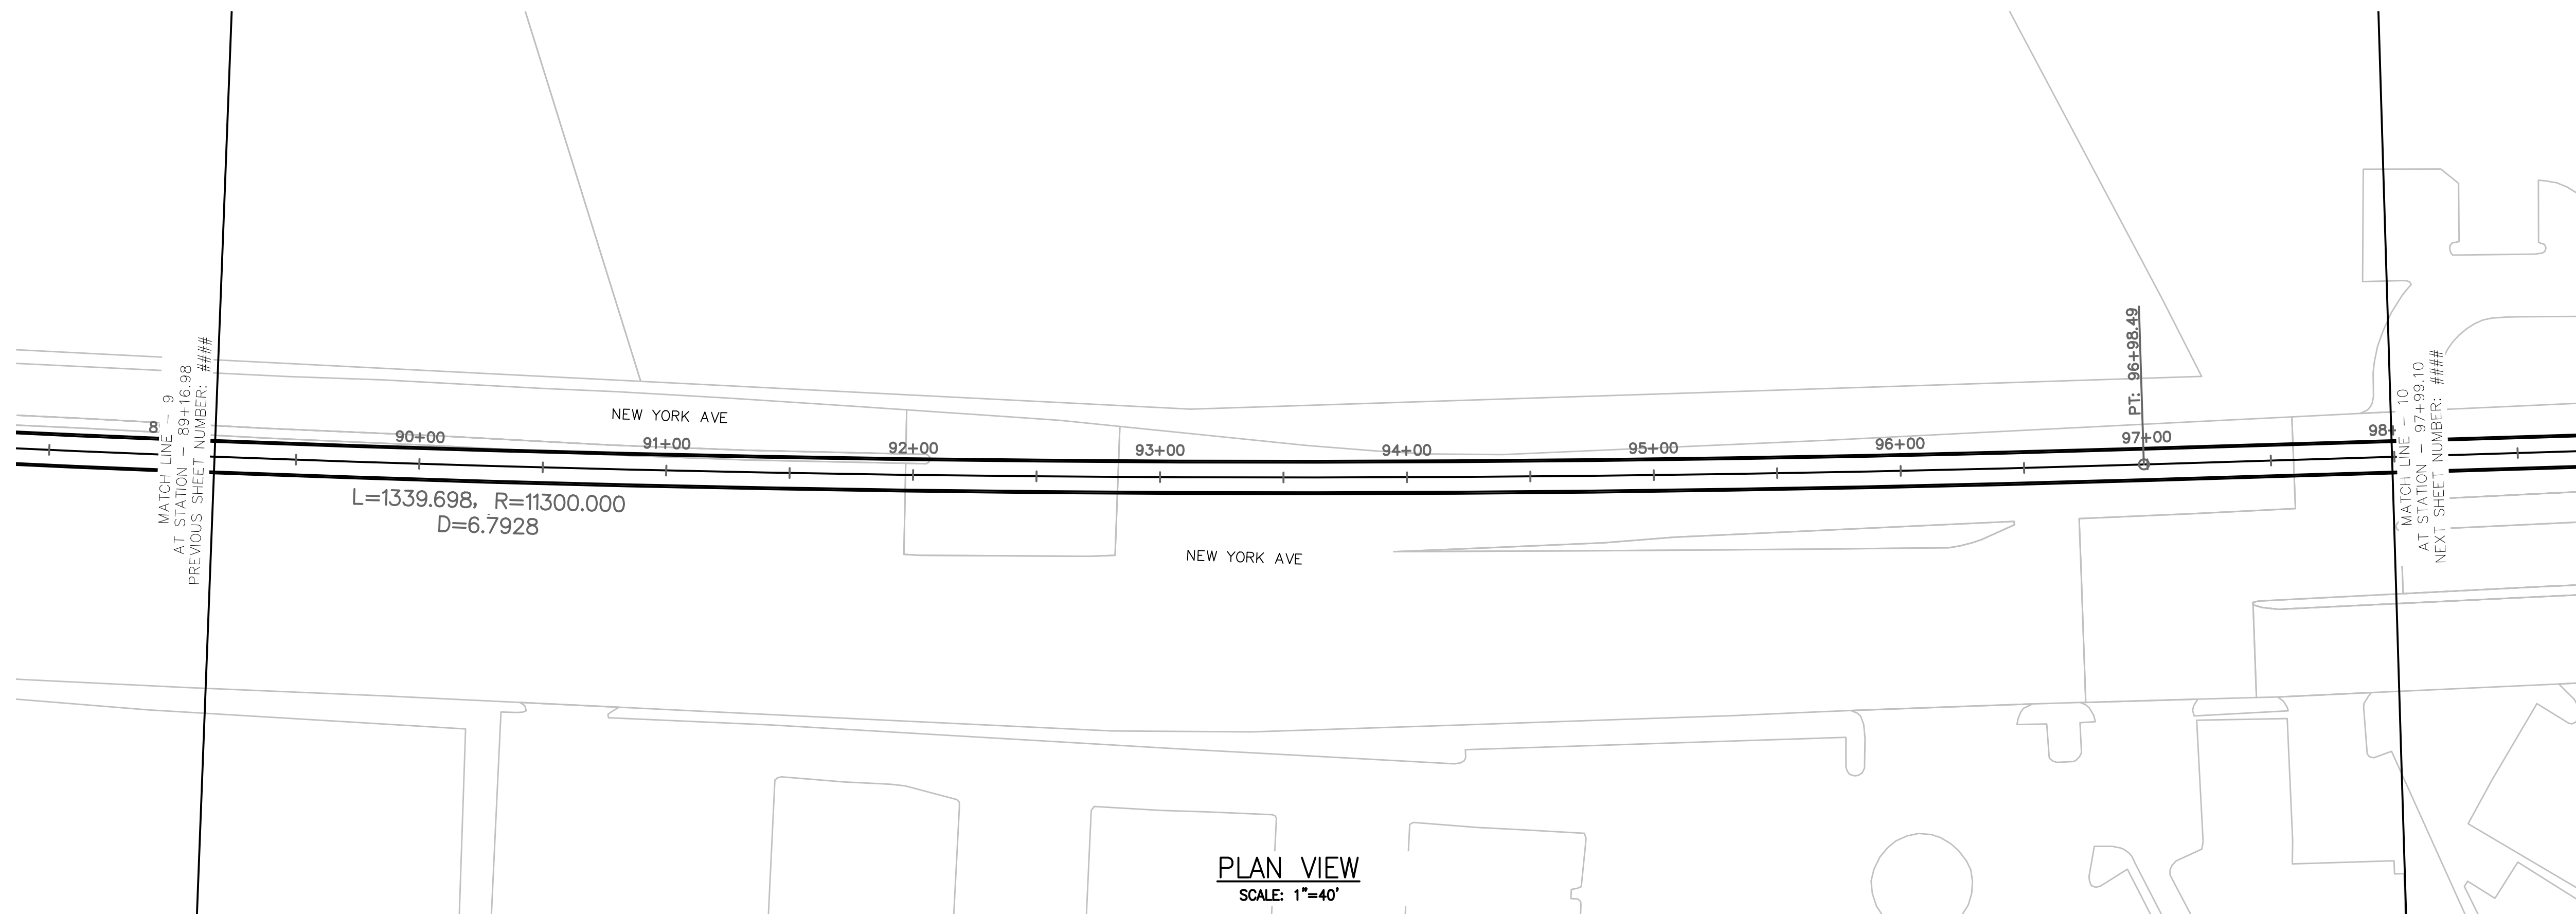 MATCH LINE - 9
AT STATION - 89+16.98
PREVIOUS SHEET NUMBER: ####
8
90+00
91+00
92+00
93+00
94+00
95+00
96+00
97+00
98+
NEW YORK AVE
L=1339.698, R=11300.000
D=6.7928
NEW YORK AVE
PT: 96+98.49
MATCH LINE - 10
AT STATION - 97+99.10
NEXT SHEET NUMBER: ####
PLAN VIEW
SCALE: 1"=40'